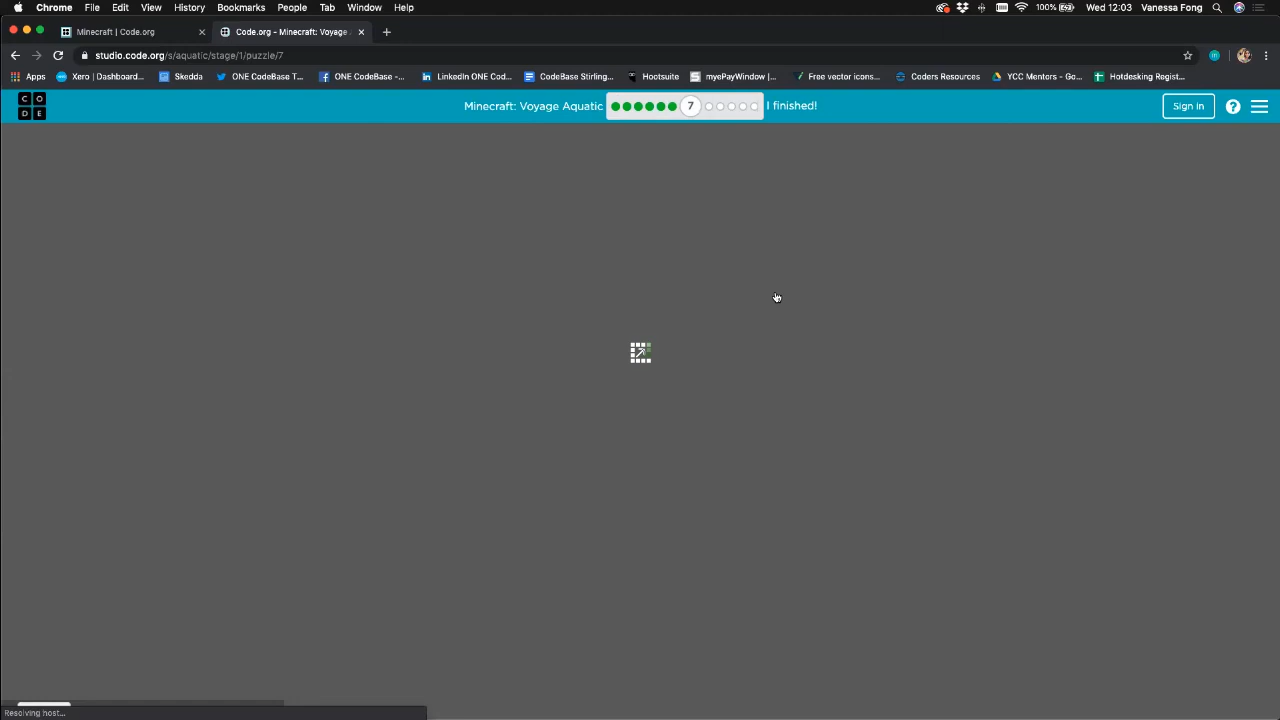 Chrome File Edit View History Bookmarks People Tab Window Help 100% Wed 12:03 Vanessa Fong
Minecraft | Code.org Code.org - Minecraft: Voyage
studio.code.org/s/aquatic/stage/1/puzzle/7
Apps Xero | Dashboard... Skedda ONE CodeBase T... ONE CodeBase -... LinkedIN ONE Cod... CodeBase Stirling... Hootsuite myePayWindow |... Free vector icons... Coders Resources YCC Mentors - Go... Hotdesking Regist...
C O
D E
Minecraft: Voyage Aquatic 7 I finished! Sign In ?
Resolving host...